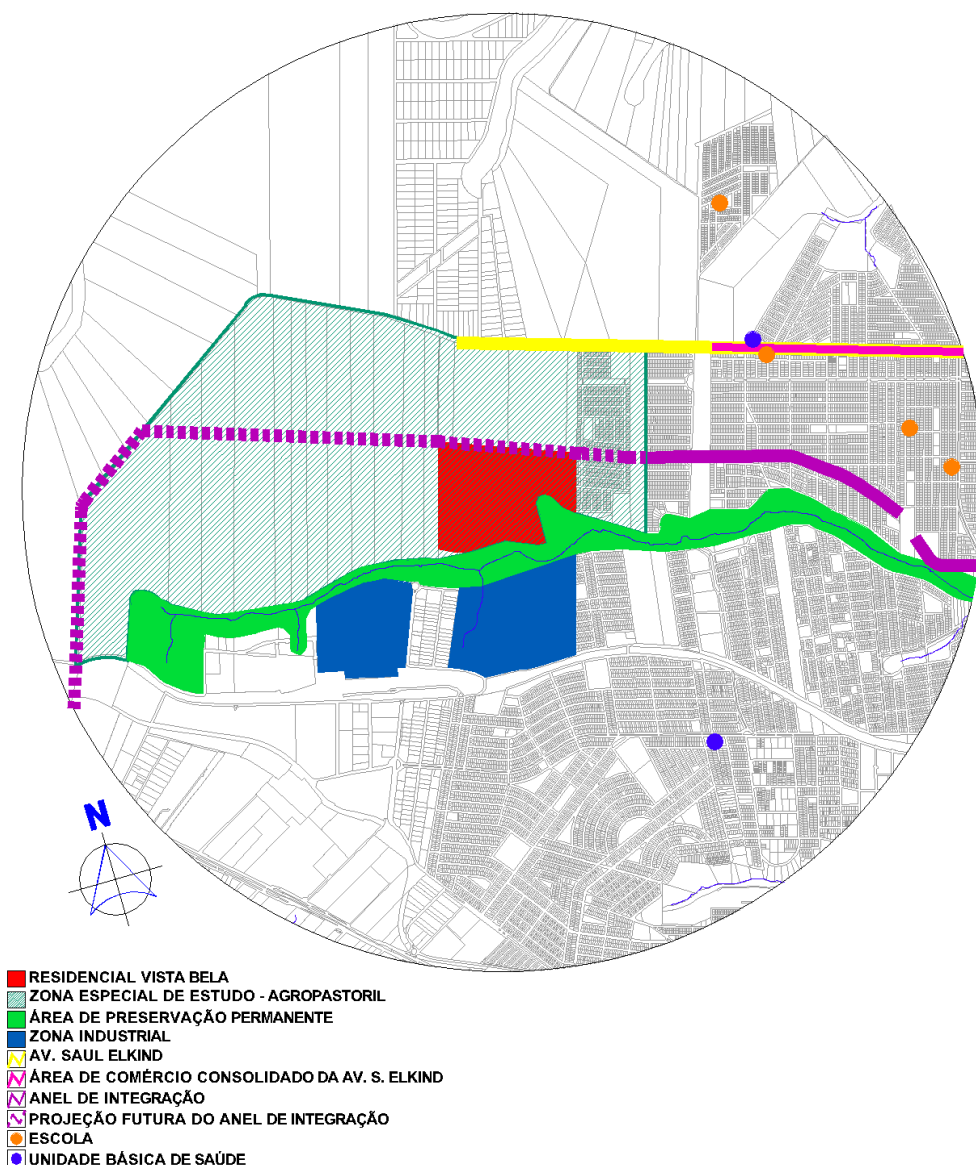 N
RESIDENCIAL VISTA BELA
ZONA ESPECIAL DE ESTUDO - AGROPASTORIL
ÁREA DE PRESERVAÇÃO PERMANENTE
ZONA INDUSTRIAL
AV. SAUL ELKIND
ÁREA DE COMÉRCIO CONSOLIDADO DA AV. S. ELKIND
ANEL DE INTEGRAÇÃO
PROJEÇÃO FUTURA DO ANEL DE INTEGRAÇÃO
ESCOLA
UNIDADE BÁSICA DE SAÚDE